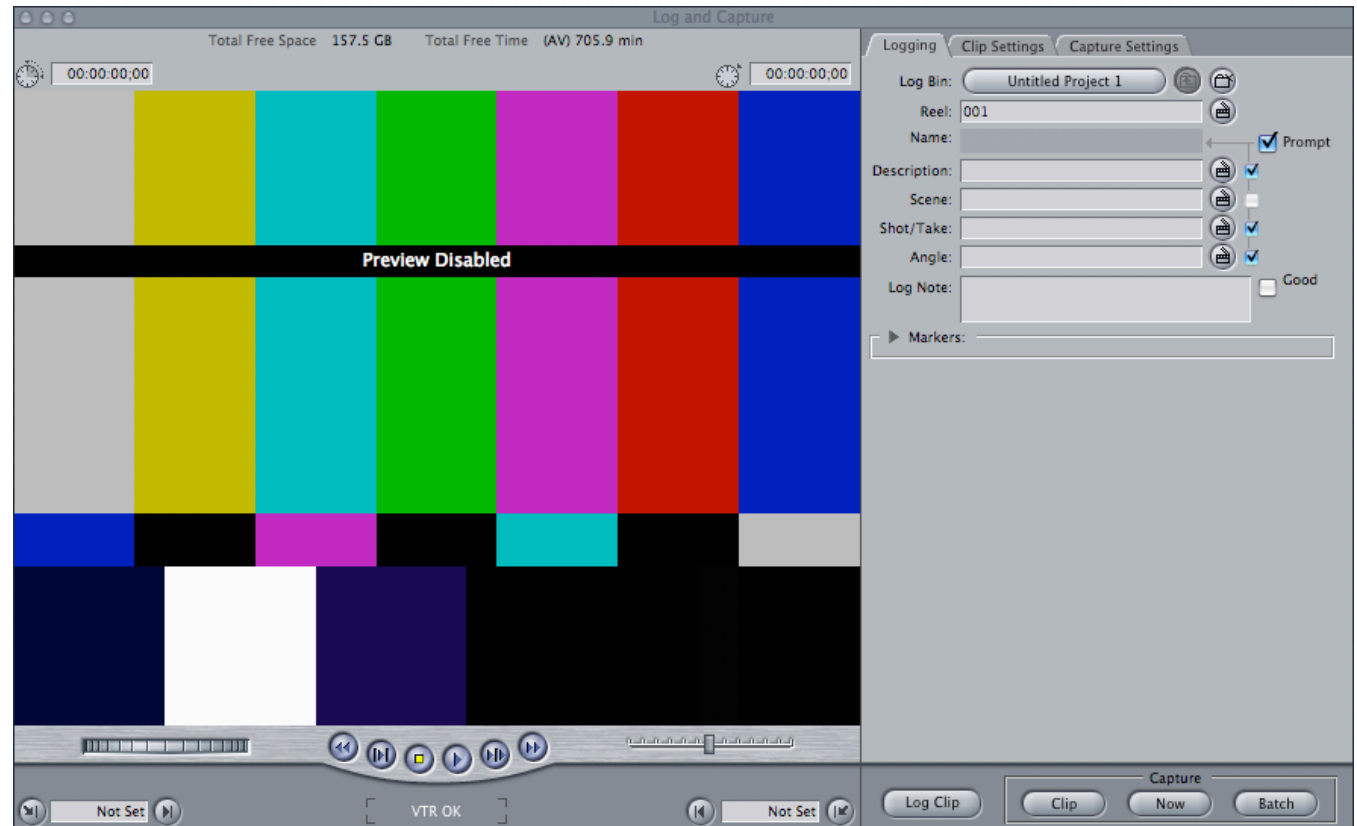 Log and Capture
Total Free Space 157.5 GB Total Free Time (AV) 705.9 min
00:00:00;00
00:00:00;00
Preview Disabled
VTR OK
Not Set
Not Set
Logging Clip Settings Capture Settings
Log Bin: Untitled Project 1
Reel: 001
Name: Prompt
Description:
Scene:
Shot/Take:
Angle:
Log Note: Good
Markers:
Capture
Log Clip Clip Now Batch